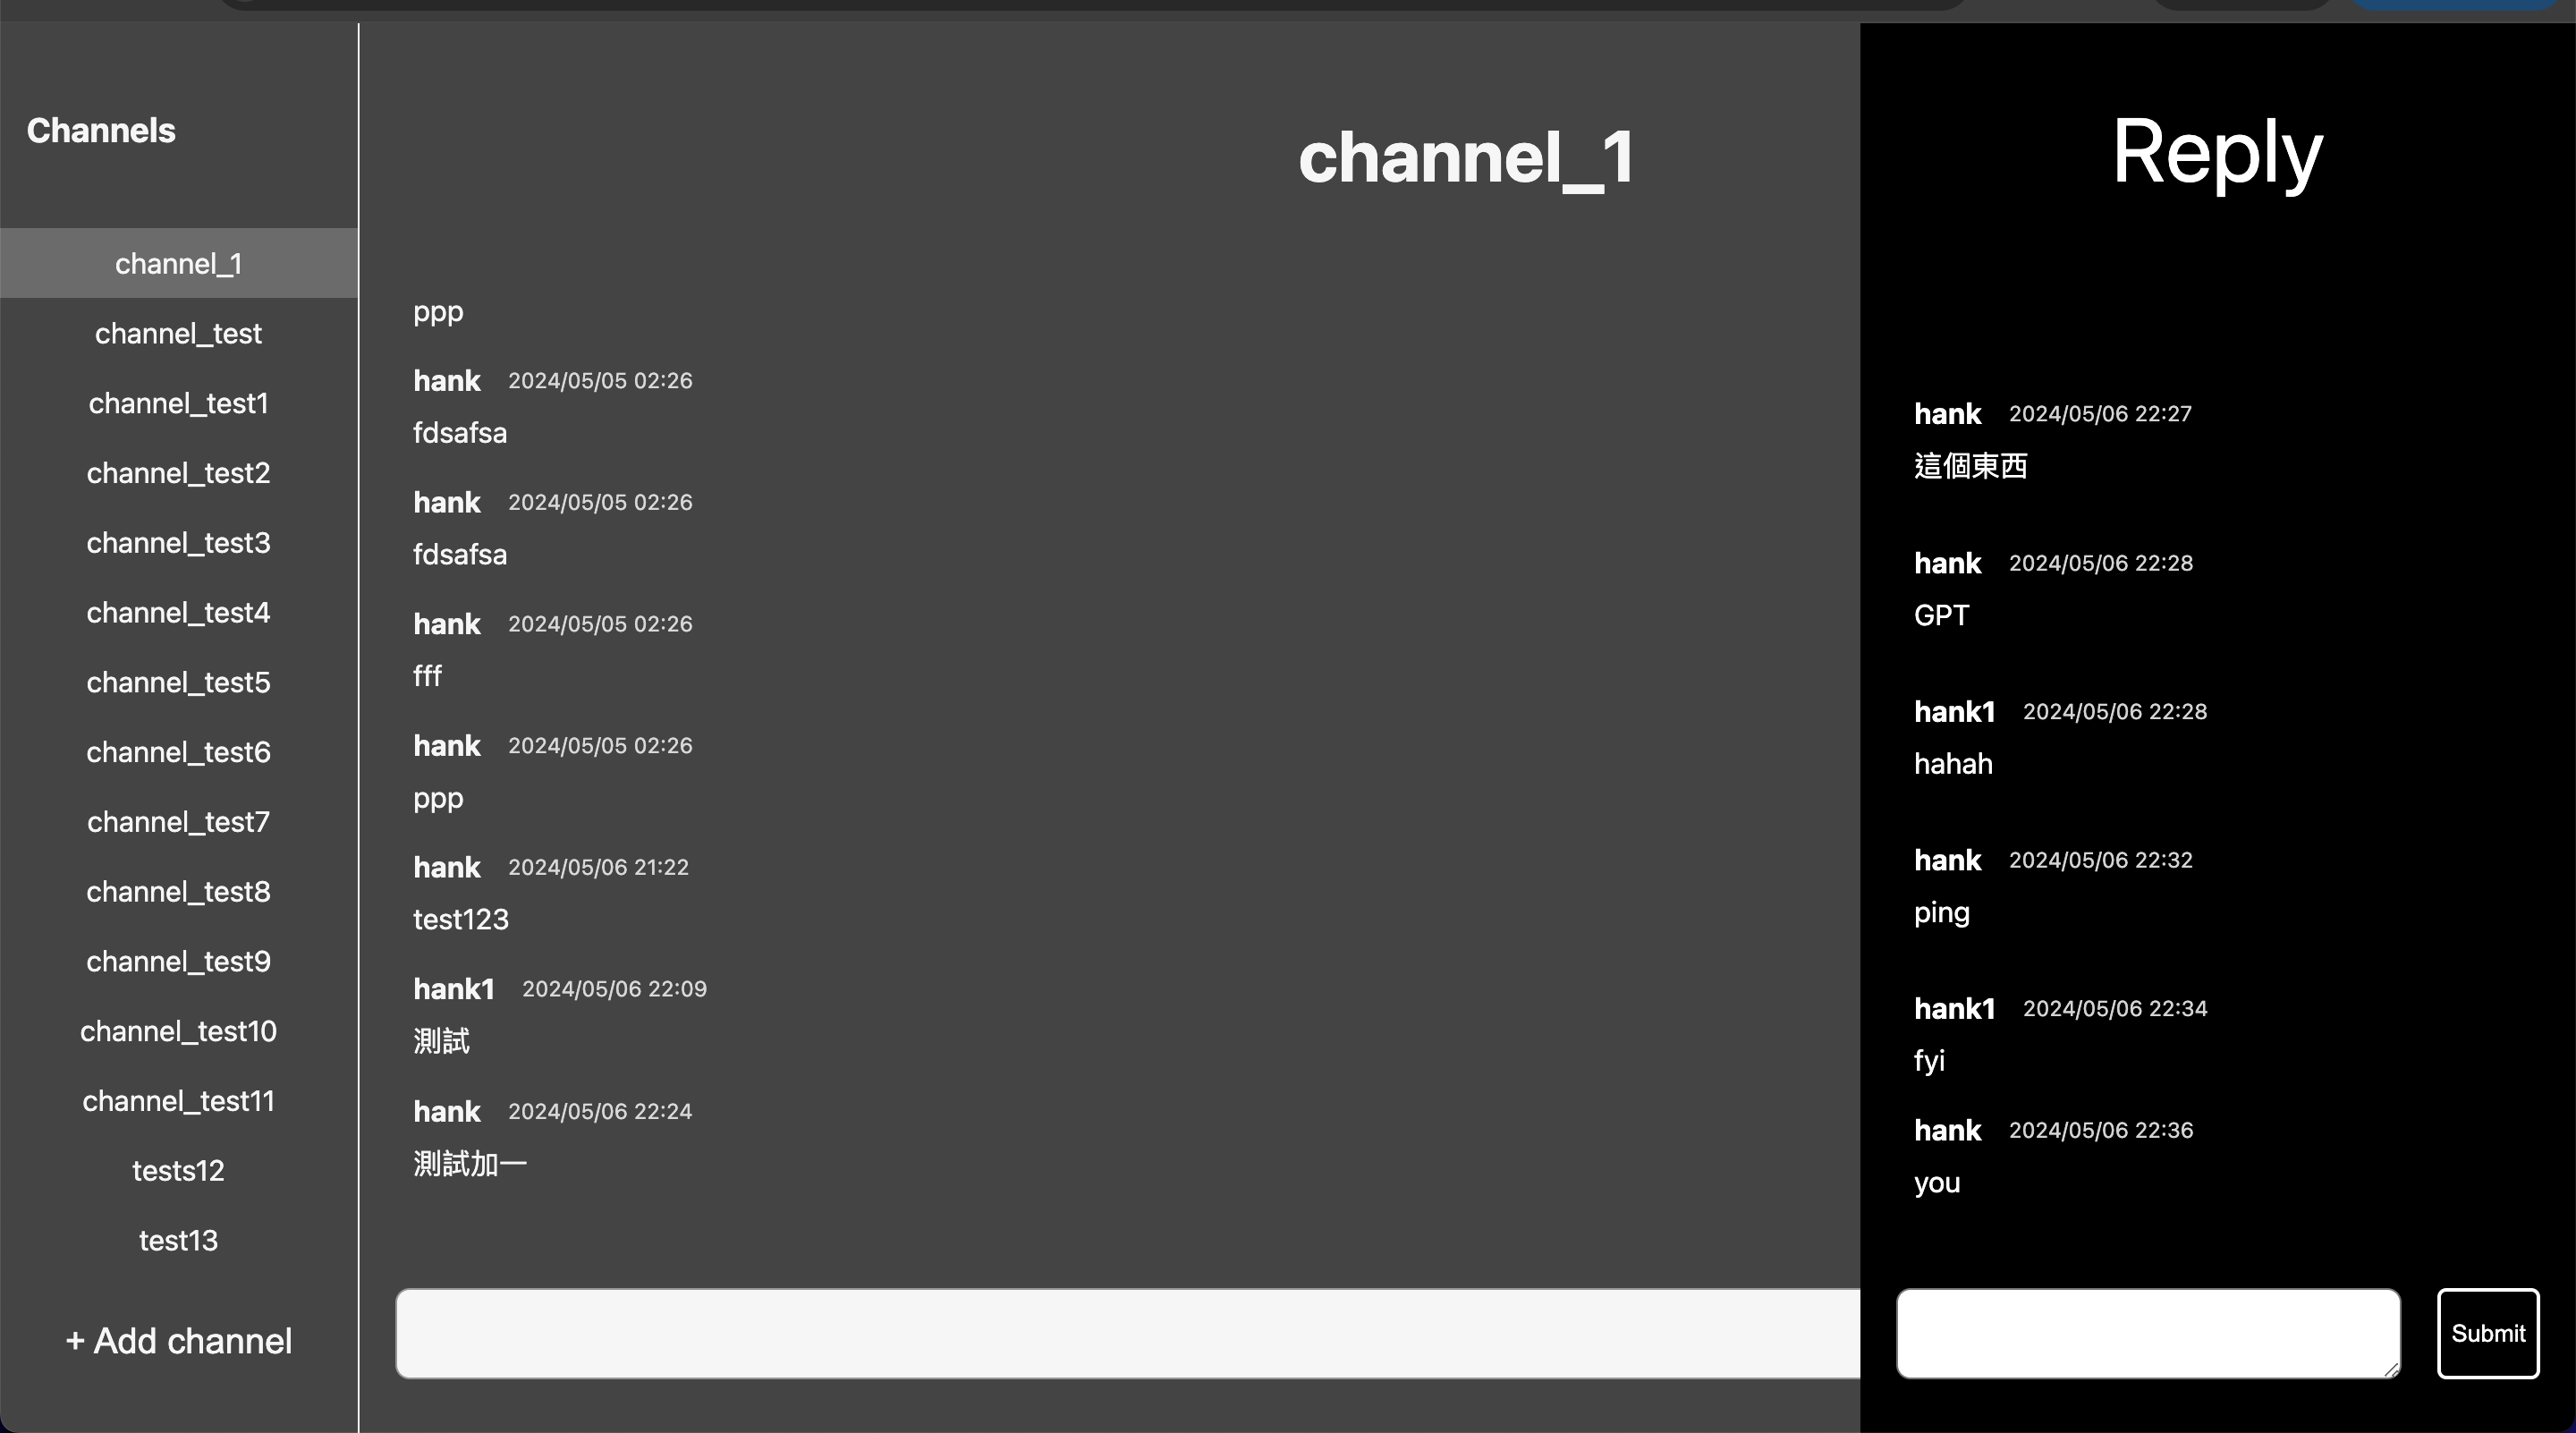 Channels
channel_1
channel_test
channel_test1
channel_test2
channel_test3
channel_test4
channel_test5
channel_test6
channel_test7
channel_test8
channel_test9
channel_test10
channel_test11
tests12
test13
+ Add channel
channel_1
ppp
hank 2024/05/05 02:26
fdsafsa
hank 2024/05/05 02:26
fdsafsa
hank 2024/05/05 02:26
fff
hank 2024/05/05 02:26
ppp
hank 2024/05/06 21:22
test123
hank1 2024/05/06 22:09
測試
hank 2024/05/06 22:24
測試加一
Reply
hank 2024/05/06 22:27
這個東西
hank 2024/05/06 22:28
GPT
hank1 2024/05/06 22:28
hahah
hank 2024/05/06 22:32
ping
hank1 2024/05/06 22:34
fyi
hank 2024/05/06 22:36
you
Submit